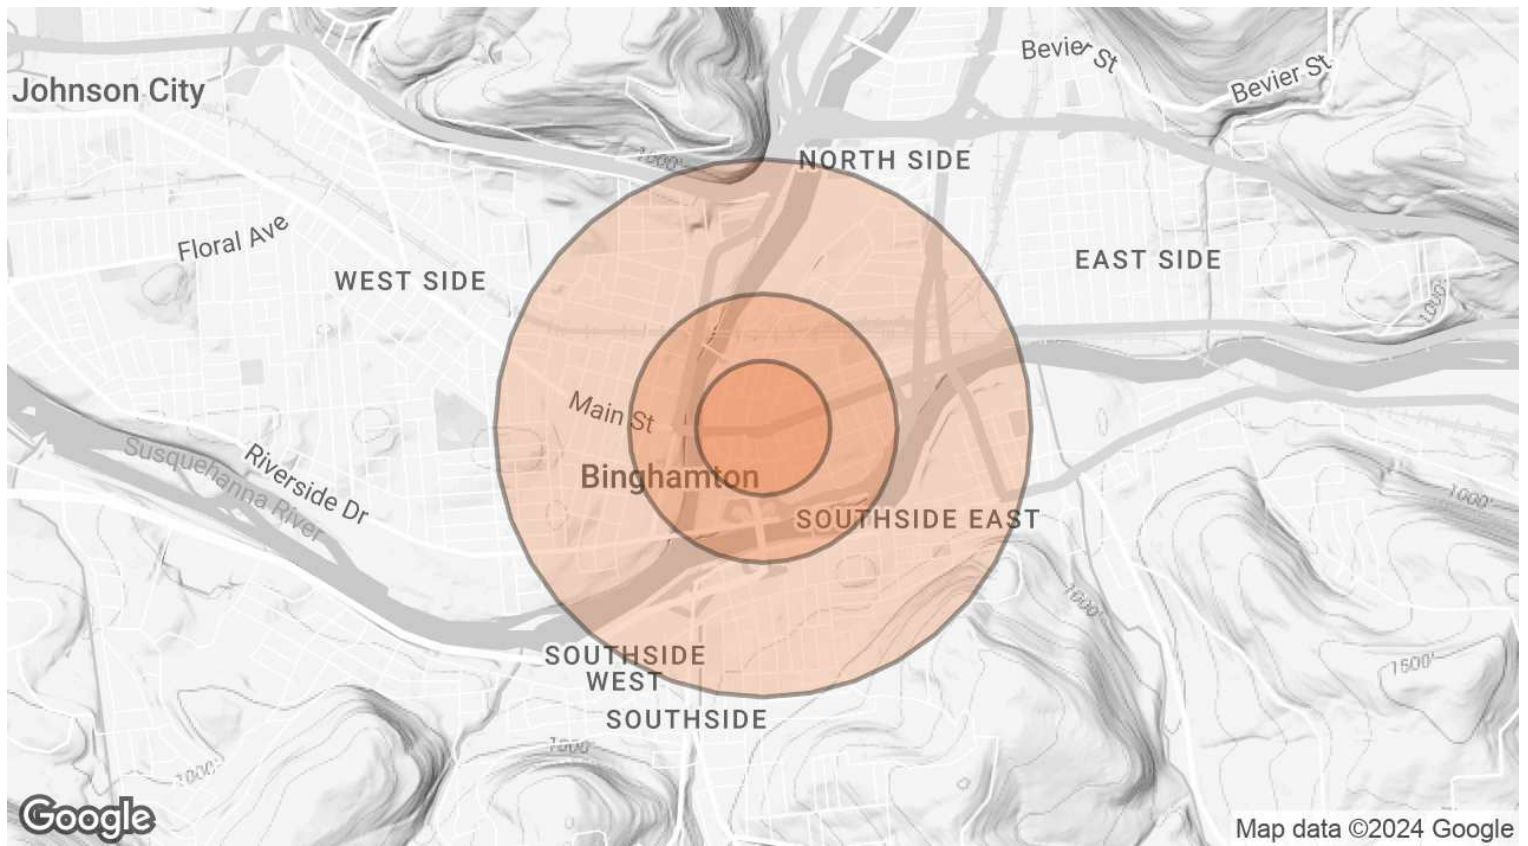 Bevier St
Bevier St
Johnson City
1000'
NORTH SIDE
Floral Ave
EAST SIDE
WEST SIDE
1000'
Main St
Susquehanna River
Riverside Dr
Binghamton
1000'
SOUTHSIDE EAST
1000'
SOUTHSIDE
WEST
1500'
SOUTHSIDE
1000'
1000'
Google
Map data ©2024 Google